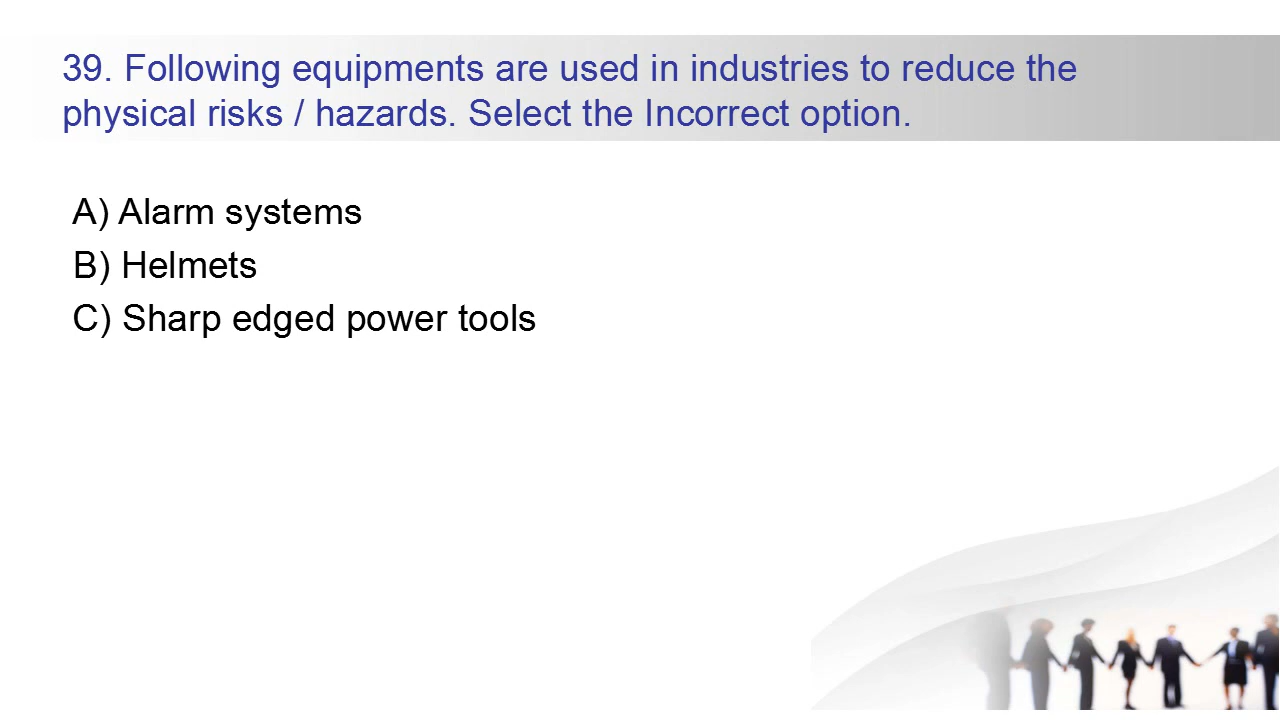 39. Following equipments are used in industries to reduce the
physical risks / hazards. Select the Incorrect option.
A) Alarm systems
B) Helmets
C) Sharp edged power tools